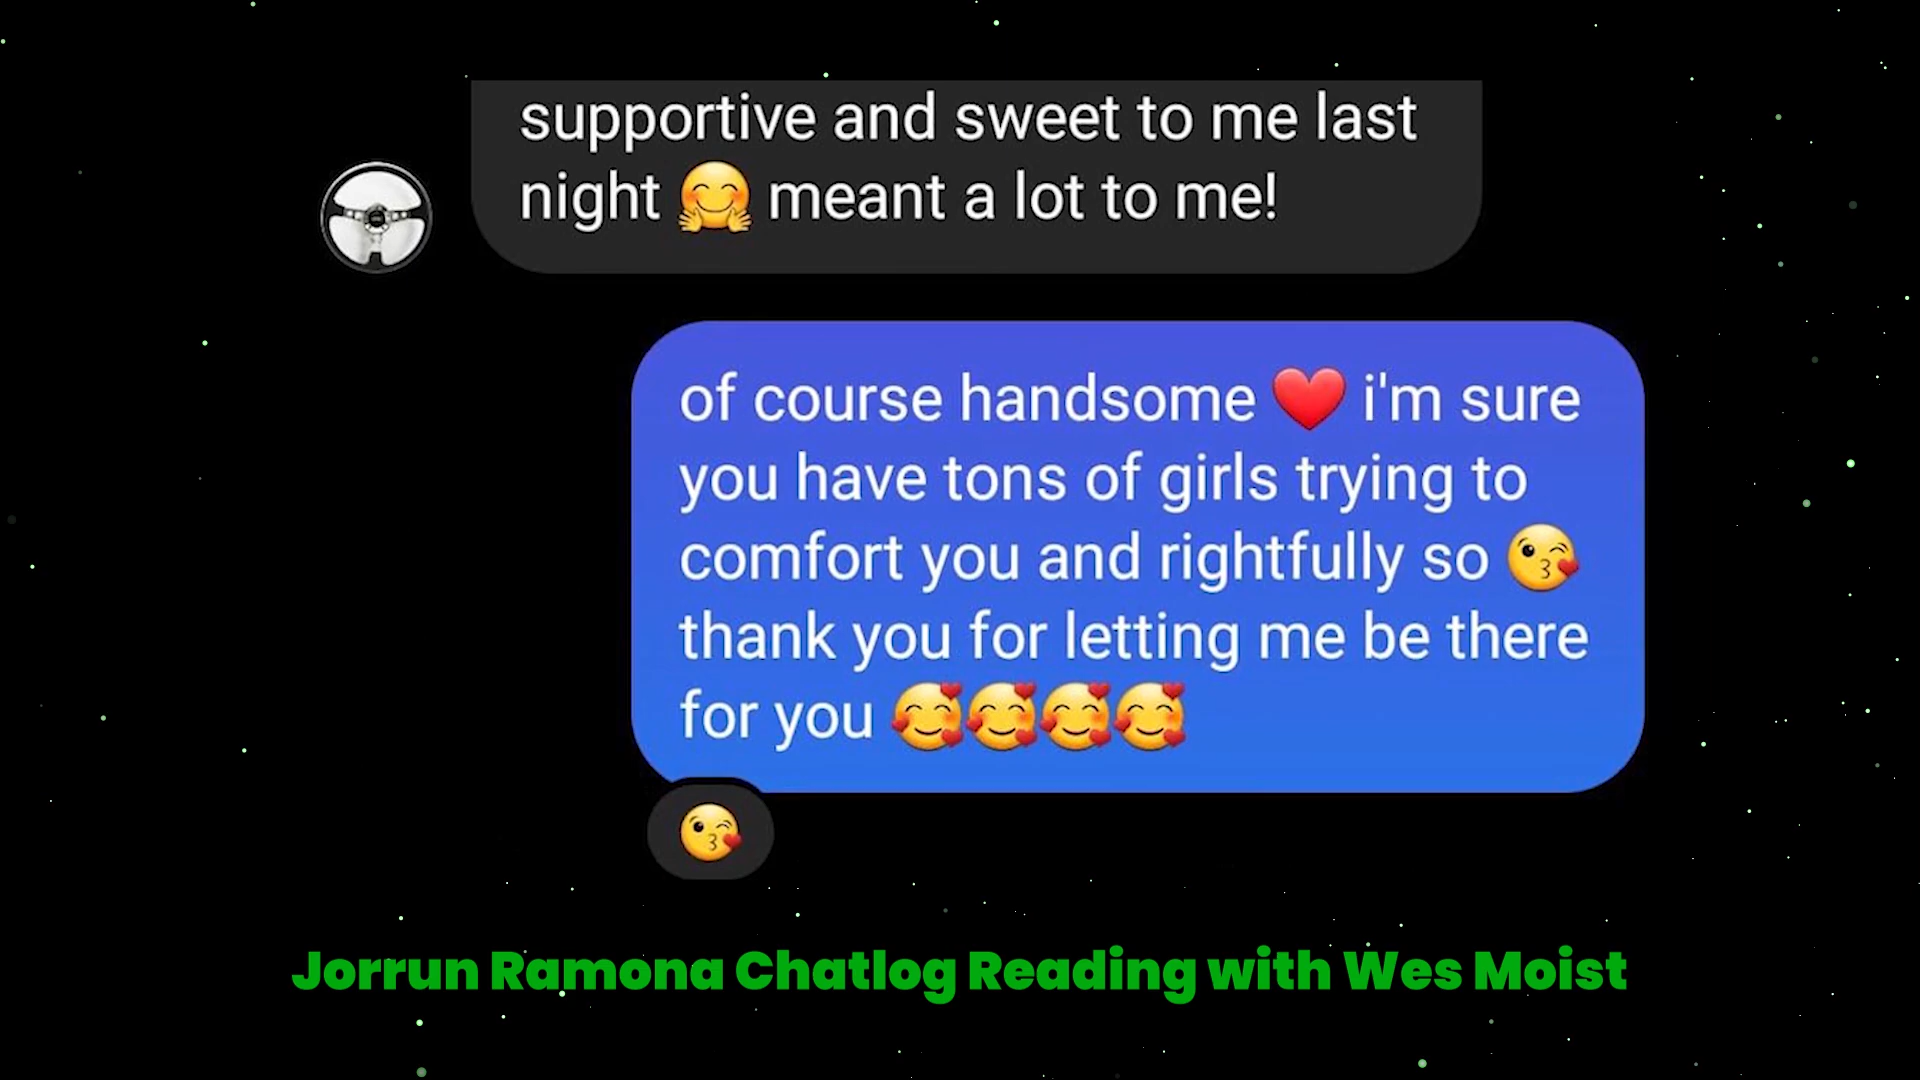 supportive and sweet to me last
night 🤗 meant a lot to me!
of course handsome ❤️ i'm sure
you have tons of girls trying to
comfort you and rightfully so 😘
thank you for letting me be there
for you 🥰🥰🥰🥰
😘
Jorrun Ramona Chatlog Reading with Wes Moist